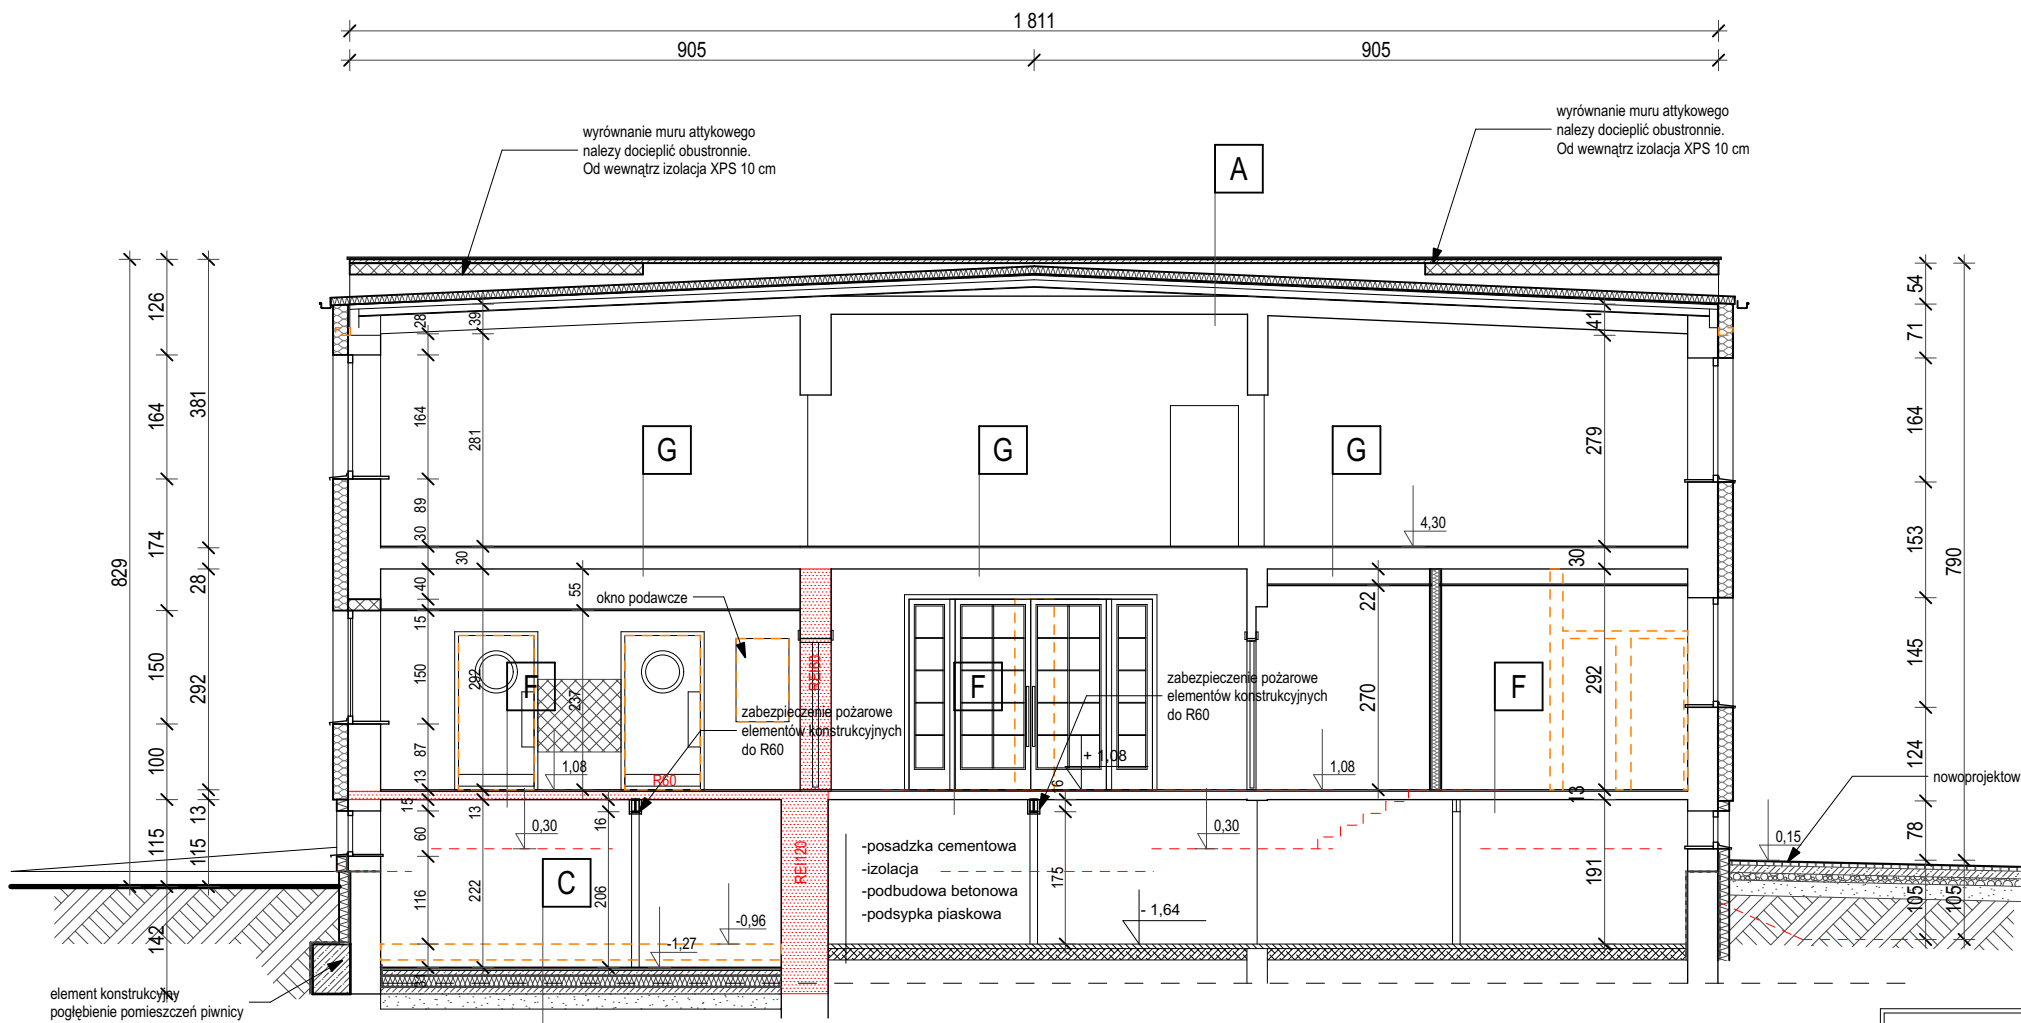 1 811
905
905
wyrównanie muru attykowego
nalezy docieplić obustronnie.
Od wewnątrz izolacja XPS 10 cm
wyrównanie muru attykowego
nalezy docieplić obustronnie.
Od wewnątrz izolacja XPS 10 cm
A
829
126
164
174
150
100
115
142
381
28
292
13
115
28
164
89
30
40
15
150
87
13
15
60
116
39
281
30
292
13
222
55
237
16
206
G
G
G
4,30
okno podawcze
F
F
F
zabezpieczenie pożarowe
elementów konstrukcyjnych
do R60
zabezpieczenie pożarowe
elementów konstrukcyjnych
do R60
REI60
R60
REI120
1,08
+ 1,08
1,08
6
175
0,30
0,30
C
-0,96
-1,27
- 1,64
-posadzka cementowa
-izolacja
-podbudowa betonowa
-podsypka piaskowa
22
270
41
279
30
292
13
191
54
71
164
153
145
124
78
105
790
105
0,15
nowoprojektow
element konstrukcyjny
pogłębienie pomieszczeń piwnicy